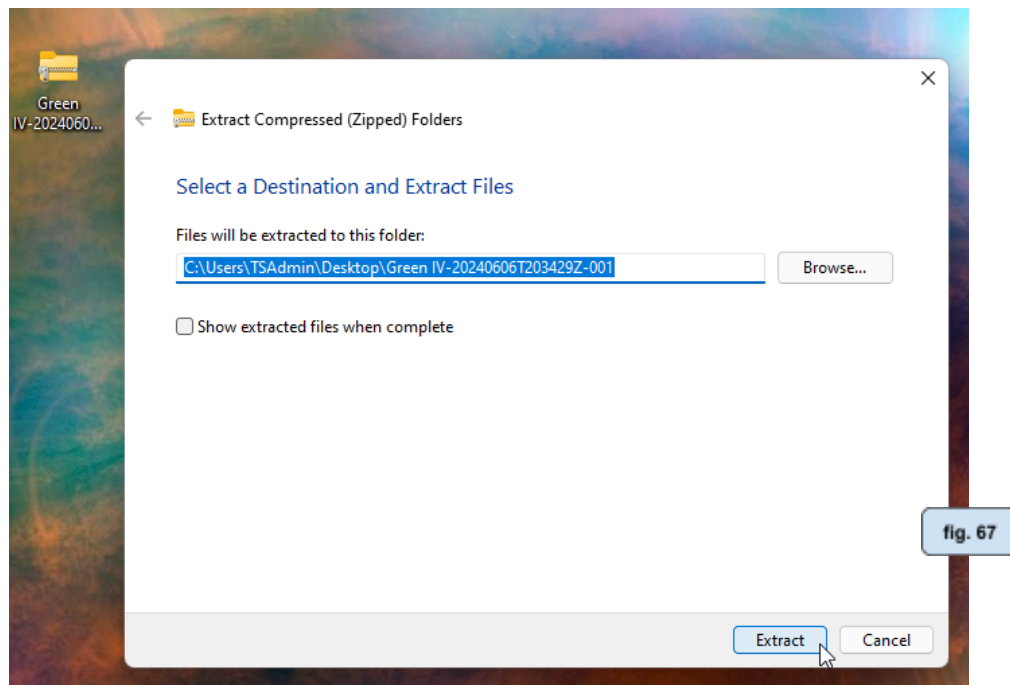 Green
IV-2024060...
Extract Compressed (Zipped) Folders
Select a Destination and Extract Files
Files will be extracted to this folder:
C:\Users\TSAdmin\Desktop\Green IV-20240606T203429Z-001
Browse...
Show extracted files when complete
fig. 67
Extract
Cancel